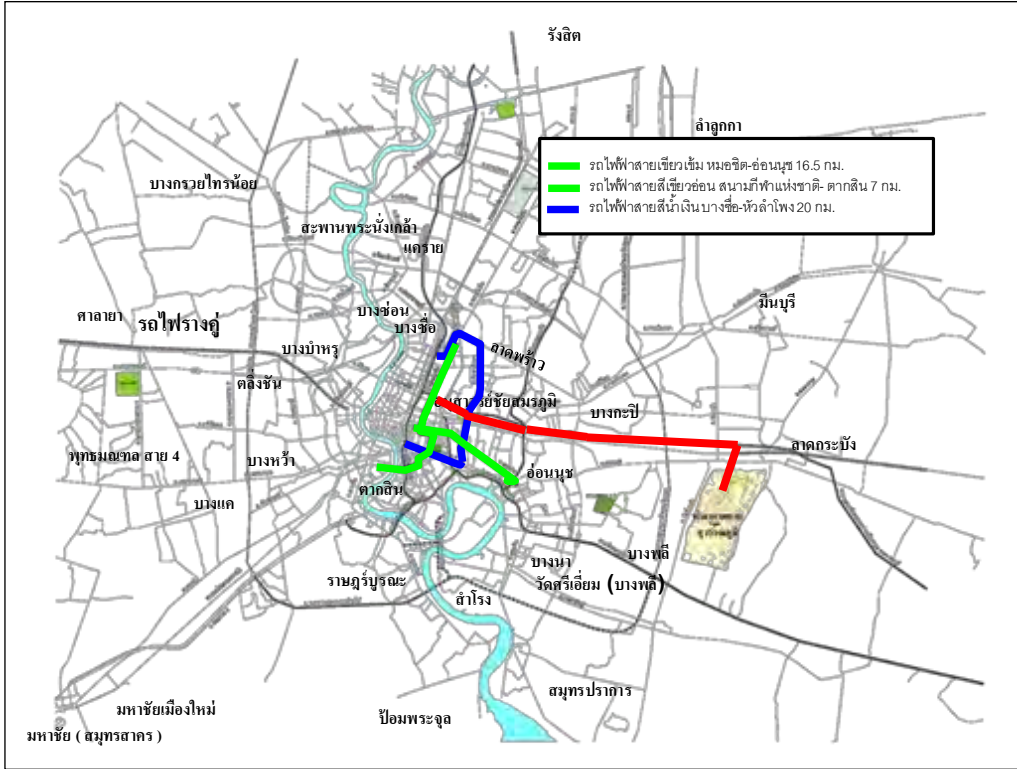 รังสิต
ลำลูกกา
รถไฟฟ้าสายเขียวเข้ม หมอชิต-อ่อนนุช 16.5 กม.
รถไฟฟ้าสายสีเขียวอ่อน สนามกีฬาแห่งชาติ- ตากสิน 7 กม.
รถไฟฟ้าสายสีน้ำเงิน บางซื่อ-หัวลำโพง 20 กม.
บางกรวยไทรน้อย
สะพานพระนั่งเกล้า
แคราย
มีนบุรี
บางซ่อน
ศาลายา
รถไฟรางคู่
บางซื่อ
ลาดพร้าว
บางบำหรุ
ตลิ่งชัน
อนุสาวรีย์ชัยสมรภูมิ
บางกะปิ
ลาดกระบัง
พุทธมณฑล สาย 4
บางหว้า
อ่อนนุช
ตากสิน
บางแค
บางพลี
บางนา
วัดศรีเอี่ยม (บางพลี)
ราษฎร์บูรณะ
สำโรง
สมุทรปราการ
มหาชัยเมืองใหม่
ป้อมพระจุล
มหาชัย ( สมุทรสาคร )